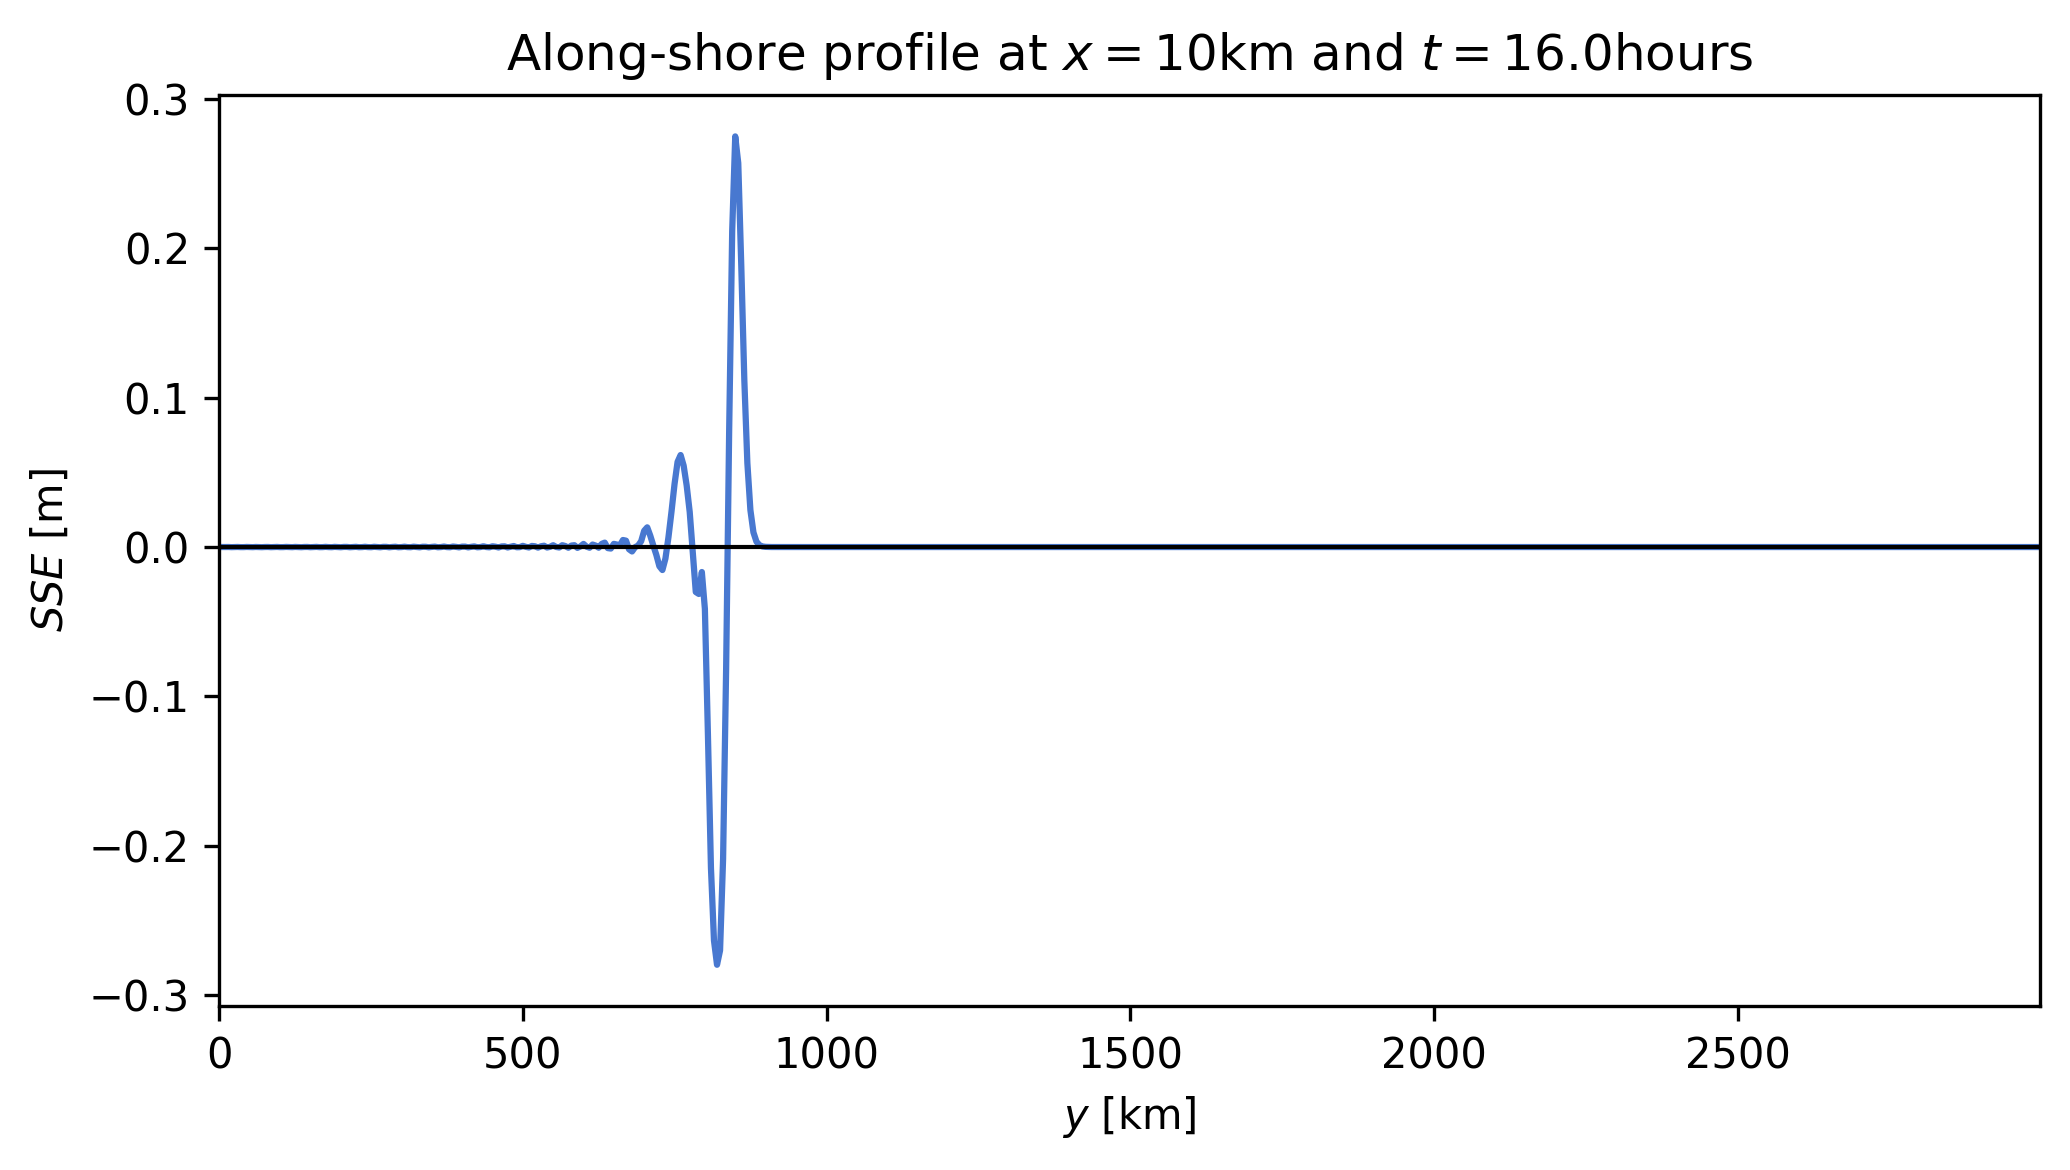 Along-shore profile at x = 10km and t = 16.0hours
0.3
0.2
0.1
0.0
−0.1
−0.2
−0.3
SSE [m]
0 500 1000 1500 2000 2500
y [km]